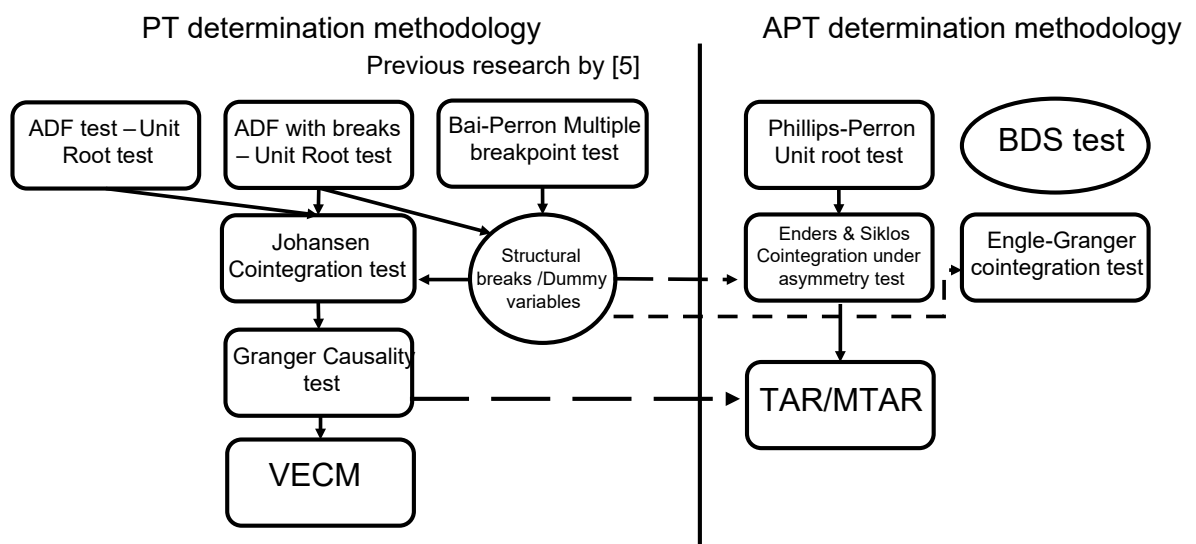 PT determination methodology
APT determination methodology
Previous research by [5]
ADF test – Unit
Root test
ADF with breaks
– Unit Root test
Bai-Perron Multiple
breakpoint test
Phillips-Perron
Unit root test
BDS test
Johansen
Cointegration test
Structural
breaks /Dummy
variables
Enders & Siklos
Cointegration under
asymmetry test
Engle-Granger
cointegration test
Granger Causality
test
TAR/MTAR
VECM